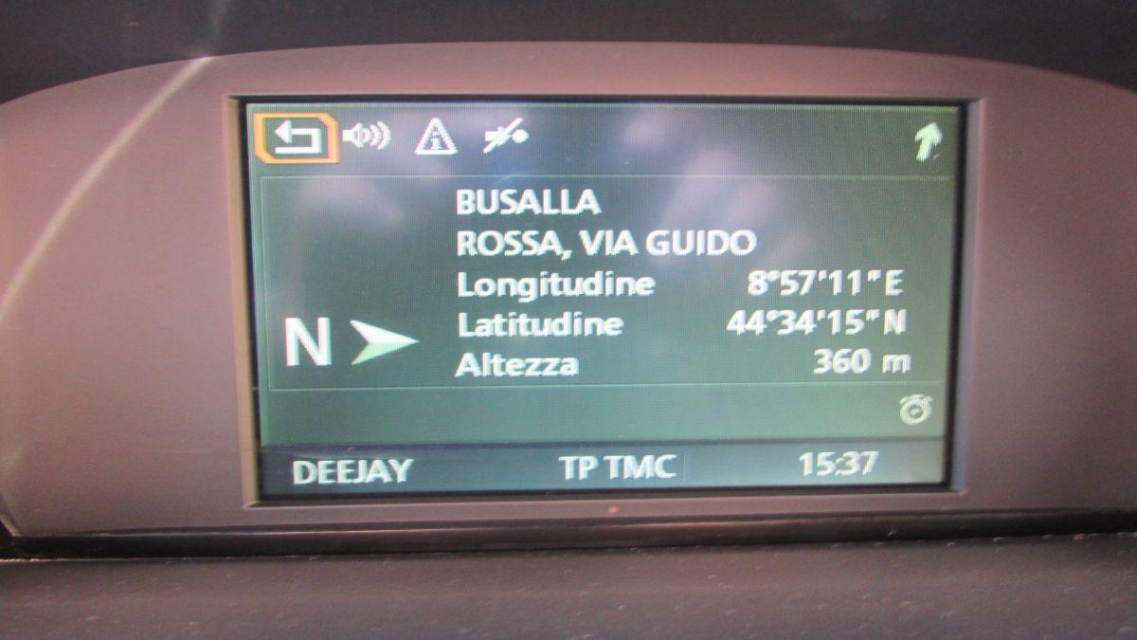 BUSALLA
ROSSA, VIA GUIDO
Longitudine 8°57'11"E
Latitudine 44°34'15"N
N
Altezza 360 m
DEEJAY TP TMC 15:37